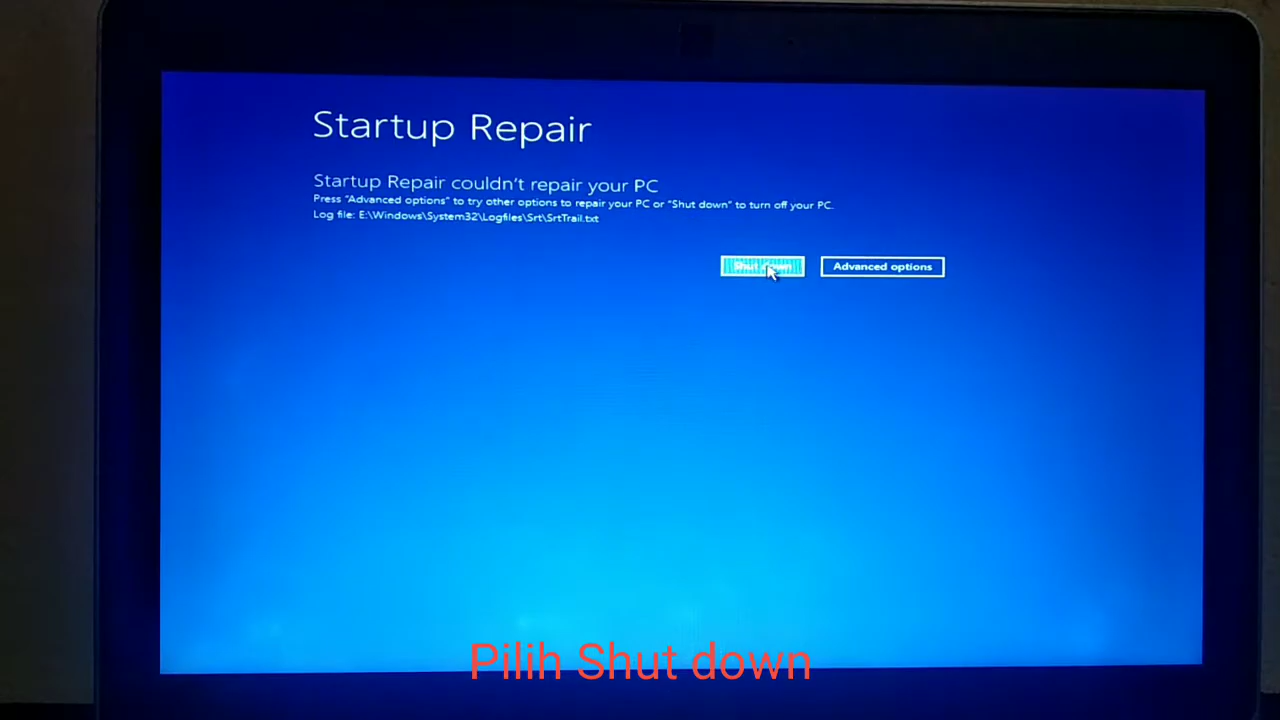 Startup Repair
Startup Repair couldn't repair your PC
Press "Advanced options" to try other options to repair your PC or "Shut down" to turn off your PC.
Log file: E:\Windows\System32\Logfiles\Srt\SrtTrail.txt
Shut down Advanced options
Pilih Shut down